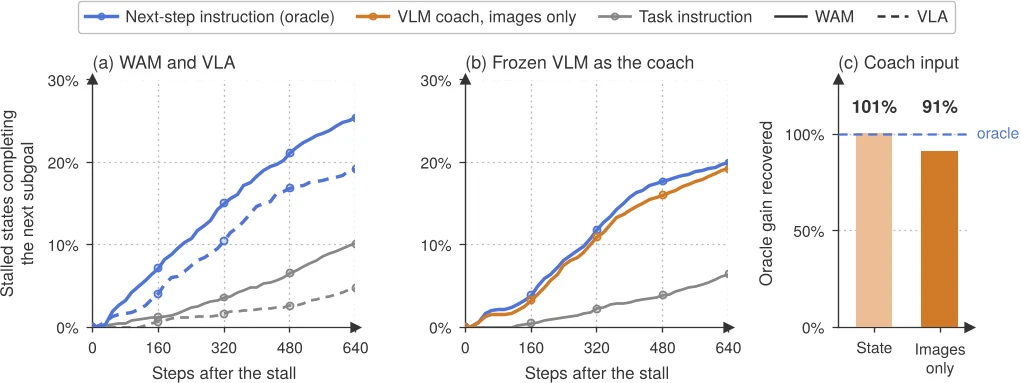 Next-step instruction (oracle) VLM coach, images only Task instruction WAM VLA
(a) WAM and VLA
Stalled states completing
the next subgoal
30%
20%
10%
0%
0 160 320 480 640
Steps after the stall
(b) Frozen VLM as the coach
30%
20%
10%
0%
0 160 320 480 640
Steps after the stall
(c) Coach input
Oracle gain recovered
101% 91%
100%
oracle
50%
0%
State
Images
only